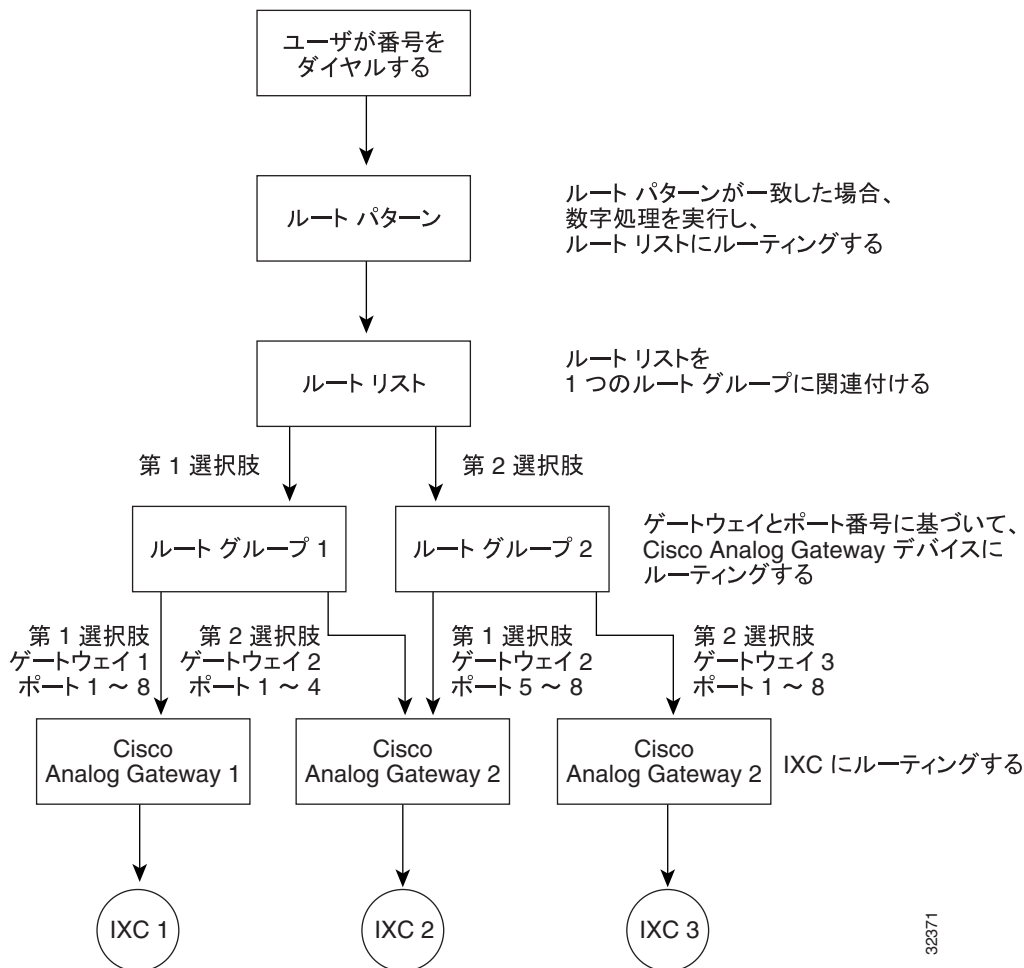 ユーザが番号を
ダイヤルする
ルート パターン
ルート パターンが一致した場合、
数字処理を実行し、
ルート リストにルーティングする
ルート リスト
ルート リストを
1 つのルート グループに関連付ける
第 1 選択肢
第 2 選択肢
ルート グループ 1
ルート グループ 2
ゲートウェイとポート番号に基づいて、
Cisco Analog Gateway デバイスに
ルーティングする
第 1 選択肢
ゲートウェイ 1
ポート 1 ～ 8
第 2 選択肢
ゲートウェイ 2
ポート 1 ～ 4
第 1 選択肢
ゲートウェイ 2
ポート 5 ～ 8
第 2 選択肢
ゲートウェイ 3
ポート 1 ～ 8
Cisco
Analog Gateway 1
Cisco
Analog Gateway 2
Cisco
Analog Gateway 2
IXC にルーティングする
IXC 1
IXC 2
IXC 3
32371